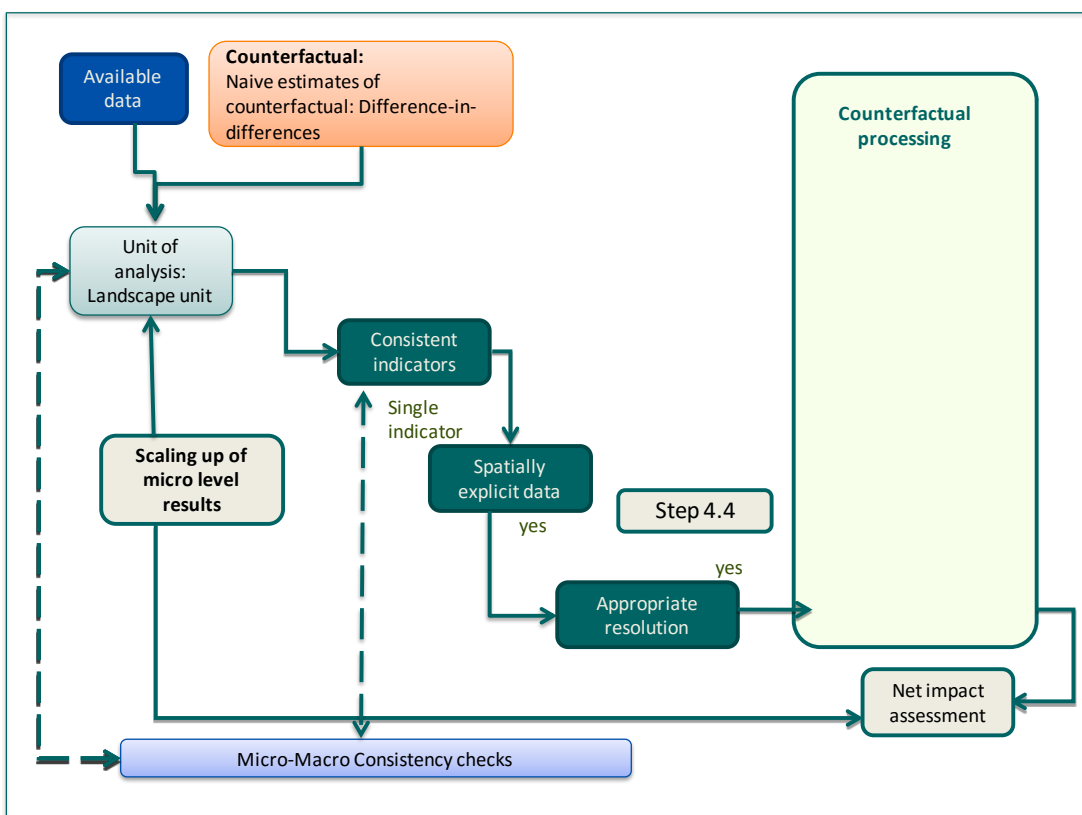 Available
data
Counterfactual:
Naive estimates of
counterfactual: Difference-in-
differences
Counterfactual
processing
Unit of
analysis:
Landscape unit
Consistent
indicators
Single
indicator
Scaling up of
micro level
results
Spatially
explicit data
yes
Step 4.4
yes
Appropriate
resolution
Net impact
assessment
Micro-Macro Consistency checks